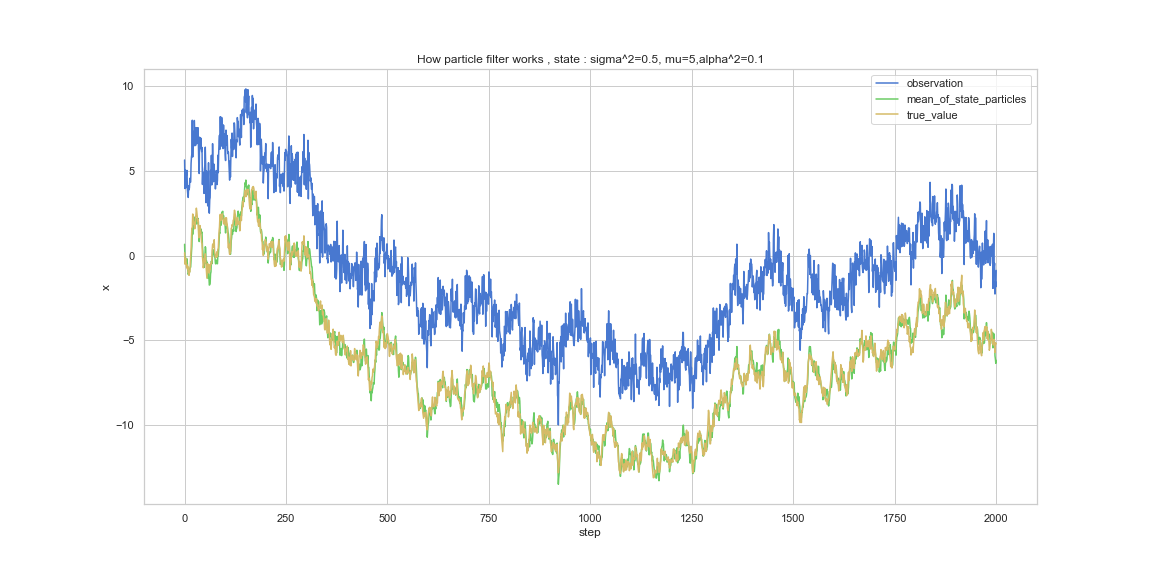 How particle filter works , state : sigma^2=0.5, mu=5,alpha^2=0.1
observation
mean_of_state_particles
true_value
10
5
0
−5
−10
x
0 250 500 750 1000 1250 1500 1750 2000
step